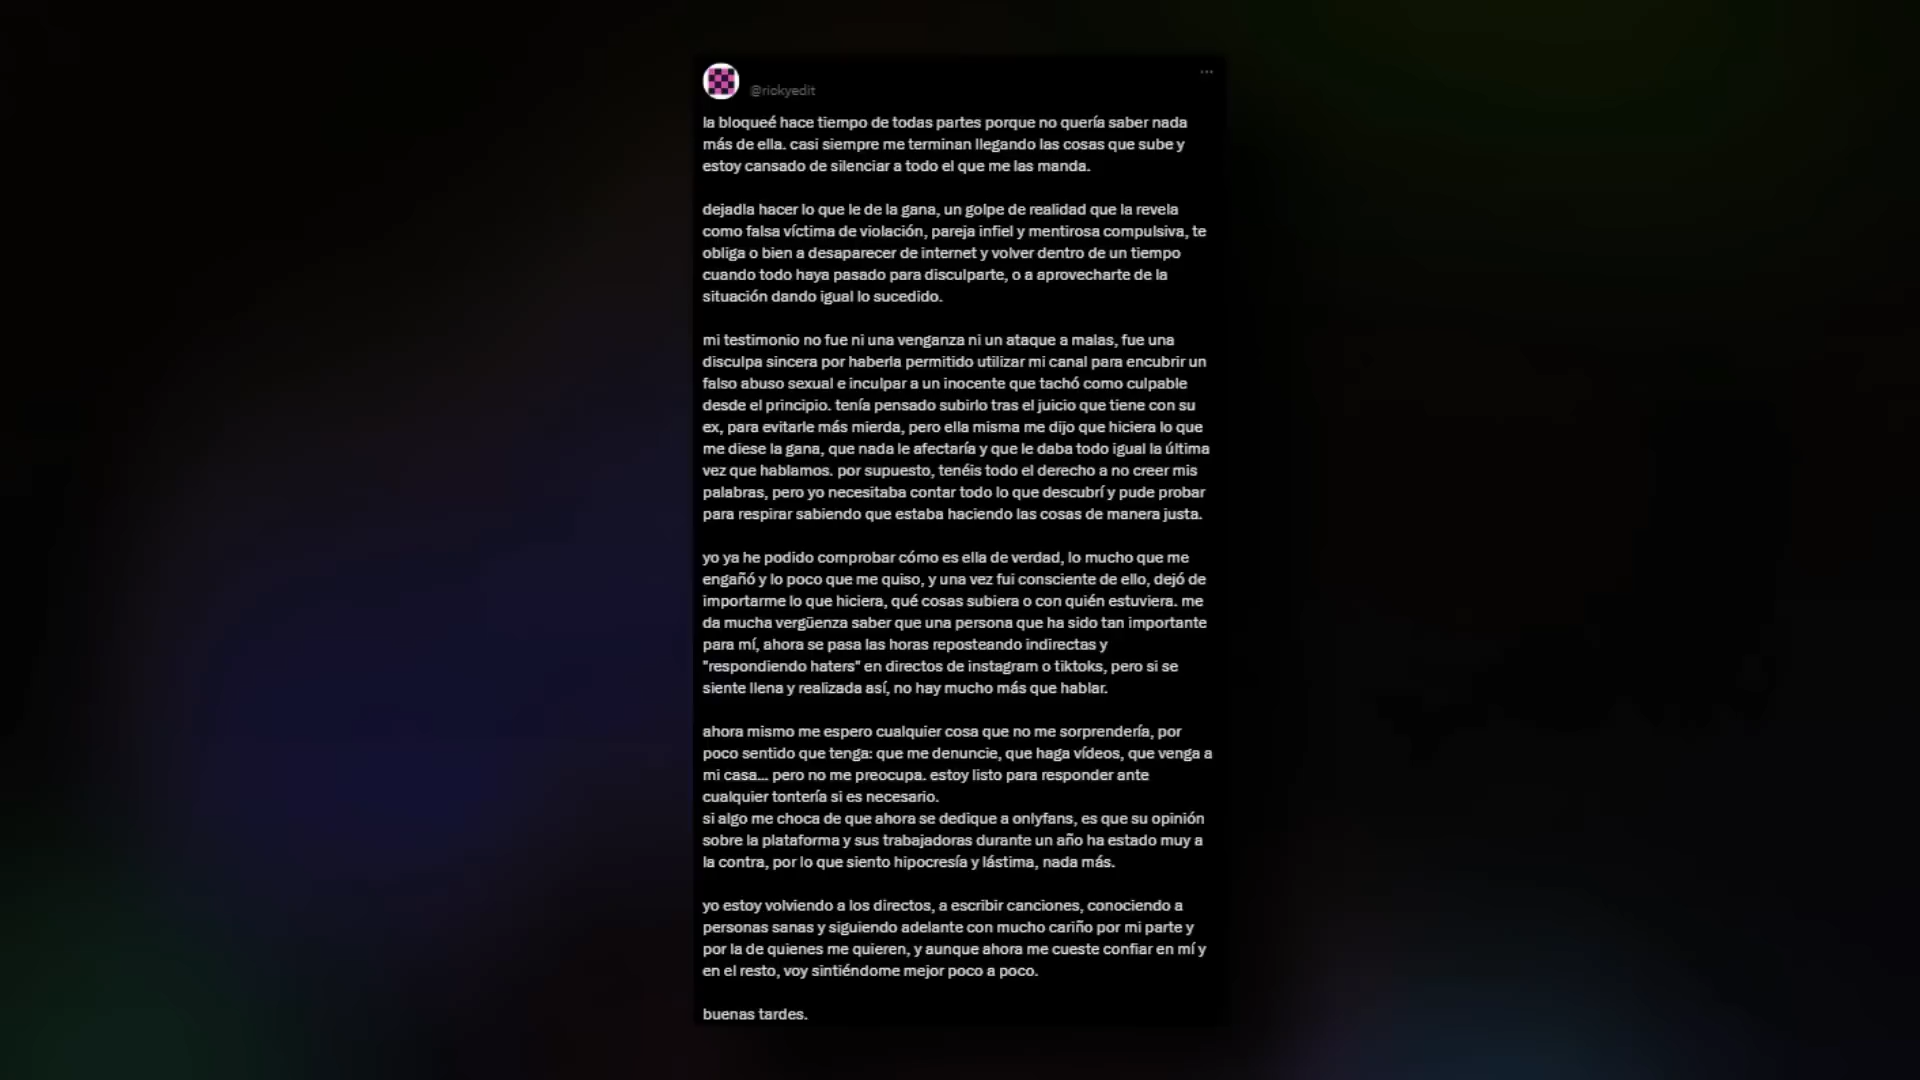 @rickyedit
la bloqueé hace tiempo de todas partes porque no quería saber nada
más de ella. casi siempre me terminan llegando las cosas que sube y
estoy cansado de silenciar a todo el que me las manda.
dejadla hacer lo que le de la gana, un golpe de realidad que la revela
como falsa víctima de violación, pareja infiel y mentirosa compulsiva, te
obliga o bien a desaparecer de internet y volver dentro de un tiempo
cuando todo haya pasado para disculparte, o a aprovecharte de la
situación dando igual lo sucedido.
mi testimonio no fue ni una venganza ni un ataque a malas, fue una
disculpa sincera por haberla permitido utilizar mi canal para encubrir un
falso abuso sexual e inculpar a un inocente que tachó como culpable
desde el principio. tenía pensado subirlo tras el juicio que tiene con su
ex, para evitarle más mierda, pero ella misma me dijo que hiciera lo que
me diese la gana, que nada le afectaría y que le daba todo igual la última
vez que hablamos. por supuesto, tenéis todo el derecho a no creer mis
palabras, pero yo necesitaba contar todo lo que descubrí y pude probar
para respirar sabiendo que estaba haciendo las cosas de manera justa.
yo ya he podido comprobar cómo es ella de verdad, lo mucho que me
engañó y lo poco que me quiso, y una vez fui consciente de ello, dejó de
importarme lo que hiciera, qué cosas subiera o con quién estuviera. me
da mucha vergüenza saber que una persona que ha sido tan importante
para mí, ahora se pasa las horas reposteando indirectas y
"respondiendo haters" en directos de instagram o tiktoks, pero si se
siente llena y realizada así, no hay mucho más que hablar.
ahora mismo me espero cualquier cosa que no me sorprendería, por
poco sentido que tenga: que me denuncie, que haga vídeos, que venga a
mi casa... pero no me preocupa. estoy listo para responder ante
cualquier tontería si es necesario.
si algo me choca de que ahora se dedique a onlyfans, es que su opinión
sobre la plataforma y sus trabajadoras durante un año ha estado muy a
la contra, por lo que siento hipocresía y lástima, nada más.
yo estoy volviendo a los directos, a escribir canciones, conociendo a
personas sanas y siguiendo adelante con mucho cariño por mi parte y
por la de quienes me quieren, y aunque ahora me cueste confiar en mí y
en el resto, voy sintiéndome mejor poco a poco.
buenas tardes.